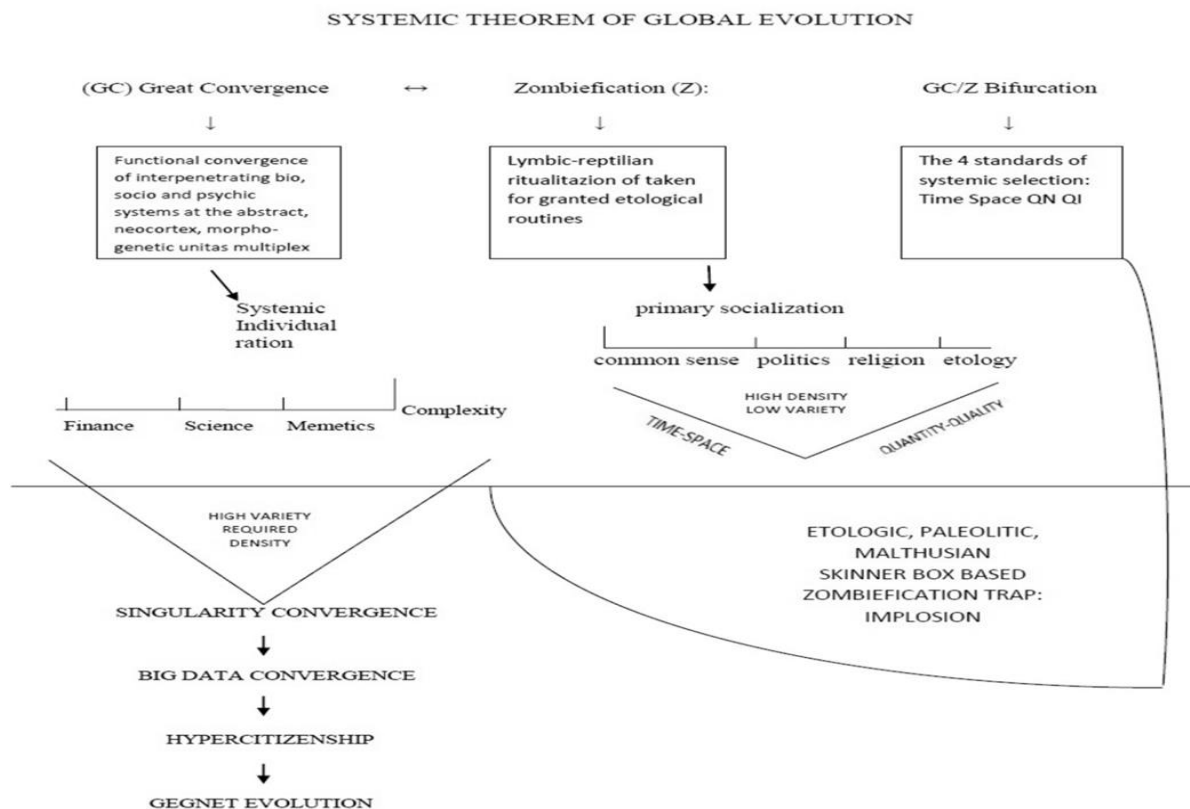 SYSTEMIC THEOREM OF GLOBAL EVOLUTION
(GC) Great Convergence ↔ Zombiefication (Z): GC/Z Bifurcation
Functional convergence
of interpenetrating bio,
socio and psychic
systems at the abstract,
neocortex, morpho-
genetic unitas multiplex
Lymbic-reptilian
ritualitazion of taken
for granted etological
routines
The 4 standards of
systemic selection:
Time Space QN QI
Systemic
Individual
ration
primary socialization
common sense politics religion etology
HIGH DENSITY
LOW VARIETY
TIME-SPACE
QUANTITY-QUALITY
Complexity
Finance Science Memetics
HIGH VARIETY
REQUIRED
DENSITY
ETOLOGIC, PALEOLITIC,
MALTHUSIAN
SKINNER BOX BASED
ZOMBIEFICATION TRAP:
IMPLOSION
SINGULARITY CONVERGENCE
BIG DATA CONVERGENCE
HYPERCITIZENSHIP
GEGNET EVOLUTION